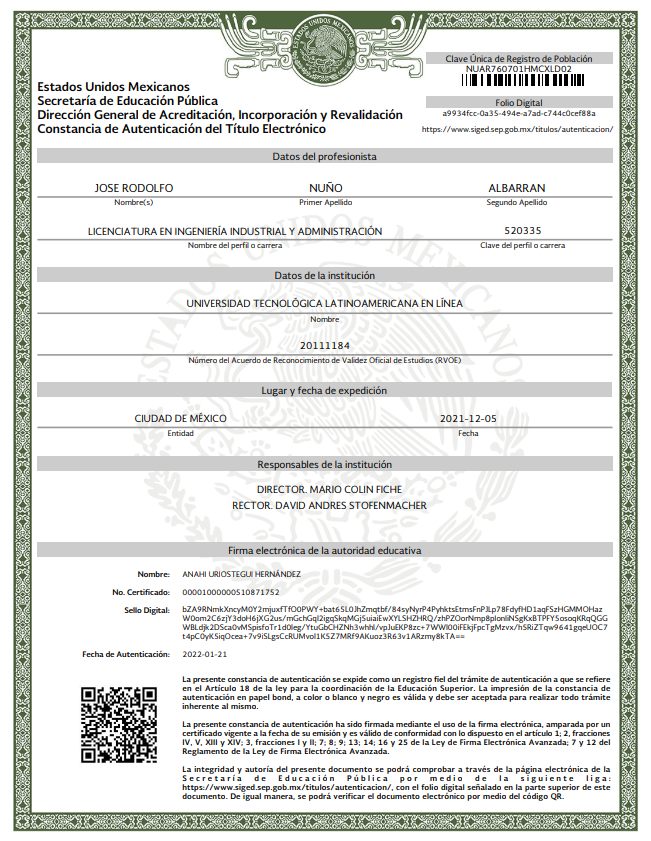 ESTADOS UNIDOS MEXICANOS
Clave Única de Registro de Población
NUAR760701HMCXLD02
Estados Unidos Mexicanos
Secretaría de Educación Pública
Dirección General de Acreditación, Incorporación y Revalidación
Constancia de Autenticación del Título Electrónico
Folio Digital
a9934fcc-0a35-494e-a7ad-c744c0cef88a
https://www.siged.sep.gob.mx/titulos/autenticacion/
Datos del profesionista
JOSE RODOLFO NUÑO ALBARRAN
Nombre(s) Primer Apellido Segundo Apellido
LICENCIATURA EN INGENIERÍA INDUSTRIAL Y ADMINISTRACIÓN 520335
Nombre del perfil o carrera Clave del perfil o carrera
Datos de la institución
UNIVERSIDAD TECNOLÓGICA LATINOAMERICANA EN LÍNEA
Nombre
20111184
Número del Acuerdo de Reconocimiento de Validez Oficial de Estudios (RVOE)
Lugar y fecha de expedición
CIUDAD DE MÉXICO 2021-12-05
Entidad Fecha
Responsables de la institución
DIRECTOR. MARIO COLIN FICHE
RECTOR. DAVID ANDRES STOFENMACHER
Firma electrónica de la autoridad educativa
Nombre: ANAHI URIOSTEGUI HERNÁNDEZ
No. Certificado: 00001000000510871752
Sello Digital: bZA9RNmkXncyM0Y2mjuxfTfO0PWY+bat65L0JhZmqtbf/84syNyrP4PyhktsEtmsFnPJLp78FdyfHD1aqFSzHGMMOHaz
W0om2C6zjY3doH6jXG2us/mGchGqI2igqSkqMGjSuiaiEwXYLSHZHRQ/zhPZOorNmp8plonliNSgKxBTPFY5osoqKRqQGG
WBLdjk2DSca0vMSpisfoTr1d0leg/YtuGbCHZNh3whhl/vpJuEKP8zc+7WWl00iFEkjFpcTgMzvx/h5RiZTqw9641gqeUOC7
t4pC0yK5iqOcea+7v9iSLgsCcRUMvol1K5Z7MRf9AKuoz3R63v1ARzmy8kTA==
Fecha de Autenticación: 2022-01-21
La presente constancia de autenticación se expide como un registro fiel del trámite de autenticación a que se refiere
en el Artículo 18 de la ley para la coordinación de la Educación Superior. La impresión de la constancia de
autenticación en papel bond, a color o blanco y negro es válida y debe ser aceptada para realizar todo trámite
inherente al mismo.
La presente constancia de autenticación ha sido firmada mediante el uso de la firma electrónica, amparada por un
certificado vigente a la fecha de su emisión y es válido de conformidad con lo dispuesto en el artículo 1; 2, fracciones
IV, V, XIII y XIV; 3, fracciones I y II; 7; 8; 9; 13; 14; 16 y 25 de la Ley de Firma Electrónica Avanzada; 7 y 12 del
Reglamento de la Ley de Firma Electrónica Avanzada.
La integridad y autoría del presente documento se podrá comprobar a través de la página electrónica de la
Secretaría de Educación Pública por medio de la siguiente liga:
https://www.siged.sep.gob.mx/titulos/autenticacion/, con el folio digital señalado en la parte superior de este
documento. De igual manera, se podrá verificar el documento electrónico por medio del código QR.